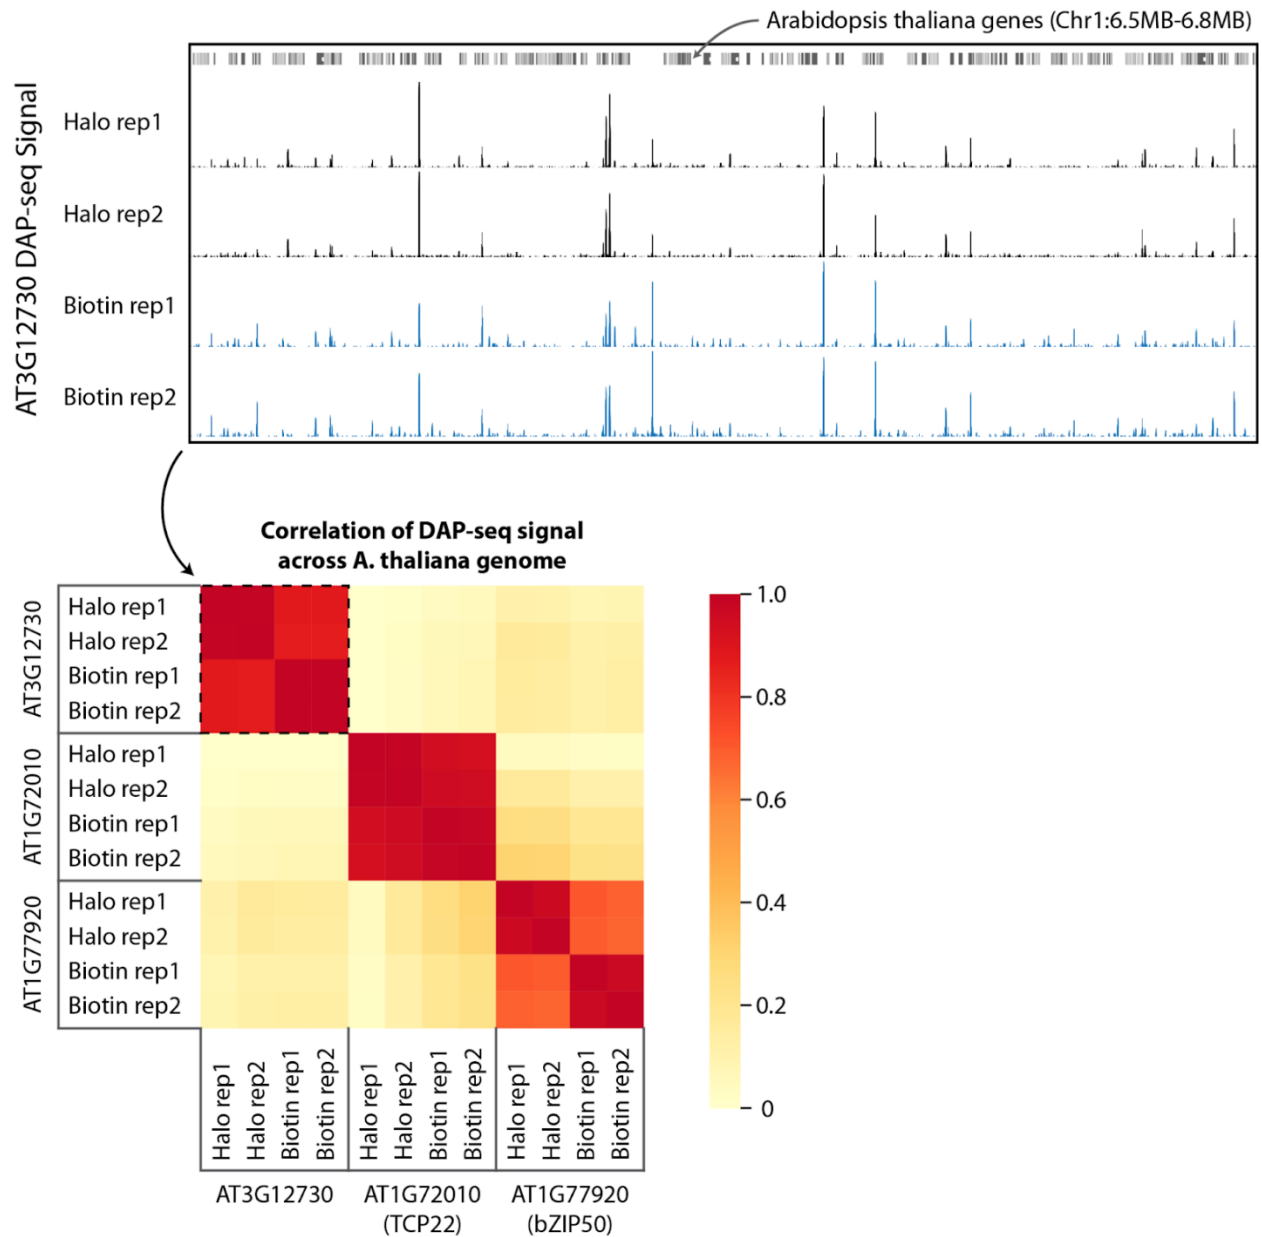 Arabidopsis thaliana genes (Chr1:6.5MB-6.8MB)
AT3G12730 DAP-seq Signal
Halo rep1
Halo rep2
Biotin rep1
Biotin rep2
Correlation of DAP-seq signal
across A. thaliana genome
AT3G12730
Halo rep1
Halo rep2
Biotin rep1
Biotin rep2
AT1G72010
Halo rep1
Halo rep2
Biotin rep1
Biotin rep2
AT1G77920
Halo rep1
Halo rep2
Biotin rep1
Biotin rep2
1.0
0.8
0.6
0.4
0.2
0
Halo rep1
Halo rep2
Biotin rep1
Biotin rep2
Halo rep1
Halo rep2
Biotin rep1
Biotin rep2
Halo rep1
Halo rep2
Biotin rep1
Biotin rep2
AT3G12730
AT1G72010
(TCP22)
AT1G77920
(bZIP50)